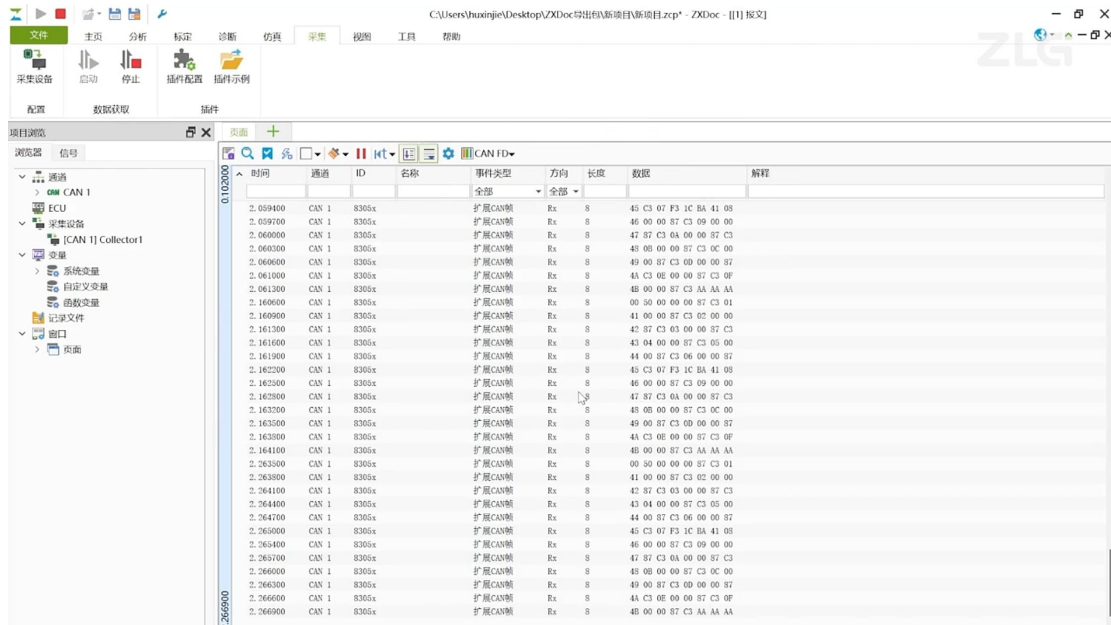 C:\Users\huxinjie\Desktop\ZXDoc导出包\新项目\新项目.zcp* - ZXDoc - [[1] 报文]
文件 主页 分析 标定 诊断 仿真 采集 视图 工具 帮助
ZLG
采集设备 启动 停止 插件配置 插件示例
配置 数据获取 插件
项目浏览 页面
浏览器 信号 CAN FD
通道
CAN 1
ECU
采集设备
[CAN 1] Collector1
变量
系统变量
自定义变量
函数变量
记录文件
窗口
页面
0.102000
.266900
时间 通道 ID 名称 事件类型 方向 长度 数据 解释
全部 全部
2.059400 CAN 1 8305x 扩展CAN帧 Rx 8 45 C3 07 F3 1C BA 41 08
2.059700 CAN 1 8305x 扩展CAN帧 Rx 8 46 00 00 87 C3 09 00 00
2.060000 CAN 1 8305x 扩展CAN帧 Rx 8 47 87 C3 0A 00 00 87 C3
2.060300 CAN 1 8305x 扩展CAN帧 Rx 8 48 0B 00 00 87 C3 0C 00
2.060600 CAN 1 8305x 扩展CAN帧 Rx 8 49 00 87 C3 0D 00 00 87
2.061000 CAN 1 8305x 扩展CAN帧 Rx 8 4A C3 0E 00 00 87 C3 0F
2.061300 CAN 1 8305x 扩展CAN帧 Rx 8 4B 00 00 87 C3 AA AA AA
2.160600 CAN 1 8305x 扩展CAN帧 Rx 8 00 50 00 00 00 87 C3 01
2.160900 CAN 1 8305x 扩展CAN帧 Rx 8 41 00 00 87 C3 02 00 00
2.161300 CAN 1 8305x 扩展CAN帧 Rx 8 42 87 C3 03 00 00 87 C3
2.161600 CAN 1 8305x 扩展CAN帧 Rx 8 43 04 00 00 87 C3 05 00
2.161900 CAN 1 8305x 扩展CAN帧 Rx 8 44 00 87 C3 06 00 00 87
2.162200 CAN 1 8305x 扩展CAN帧 Rx 8 45 C3 07 F3 1C BA 41 08
2.162500 CAN 1 8305x 扩展CAN帧 Rx 8 46 00 00 87 C3 09 00 00
2.162800 CAN 1 8305x 扩展CAN帧 Rx 8 47 87 C3 0A 00 00 87 C3
2.163200 CAN 1 8305x 扩展CAN帧 Rx 8 48 0B 00 00 87 C3 0C 00
2.163500 CAN 1 8305x 扩展CAN帧 Rx 8 49 00 87 C3 0D 00 00 87
2.163800 CAN 1 8305x 扩展CAN帧 Rx 8 4A C3 0E 00 00 87 C3 0F
2.164100 CAN 1 8305x 扩展CAN帧 Rx 8 4B 00 00 87 C3 AA AA AA
2.263500 CAN 1 8305x 扩展CAN帧 Rx 8 00 50 00 00 00 87 C3 01
2.263800 CAN 1 8305x 扩展CAN帧 Rx 8 41 00 00 87 C3 02 00 00
2.264100 CAN 1 8305x 扩展CAN帧 Rx 8 42 87 C3 03 00 00 87 C3
2.264400 CAN 1 8305x 扩展CAN帧 Rx 8 43 04 00 00 87 C3 05 00
2.264700 CAN 1 8305x 扩展CAN帧 Rx 8 44 00 87 C3 06 00 00 87
2.265000 CAN 1 8305x 扩展CAN帧 Rx 8 45 C3 07 F3 1C BA 41 08
2.265400 CAN 1 8305x 扩展CAN帧 Rx 8 46 00 00 87 C3 09 00 00
2.265700 CAN 1 8305x 扩展CAN帧 Rx 8 47 87 C3 0A 00 00 87 C3
2.266000 CAN 1 8305x 扩展CAN帧 Rx 8 48 0B 00 00 87 C3 0C 00
2.266300 CAN 1 8305x 扩展CAN帧 Rx 8 49 00 87 C3 0D 00 00 87
2.266600 CAN 1 8305x 扩展CAN帧 Rx 8 4A C3 0E 00 00 87 C3 0F
2.266900 CAN 1 8305x 扩展CAN帧 Rx 8 4B 00 00 87 C3 AA AA AA